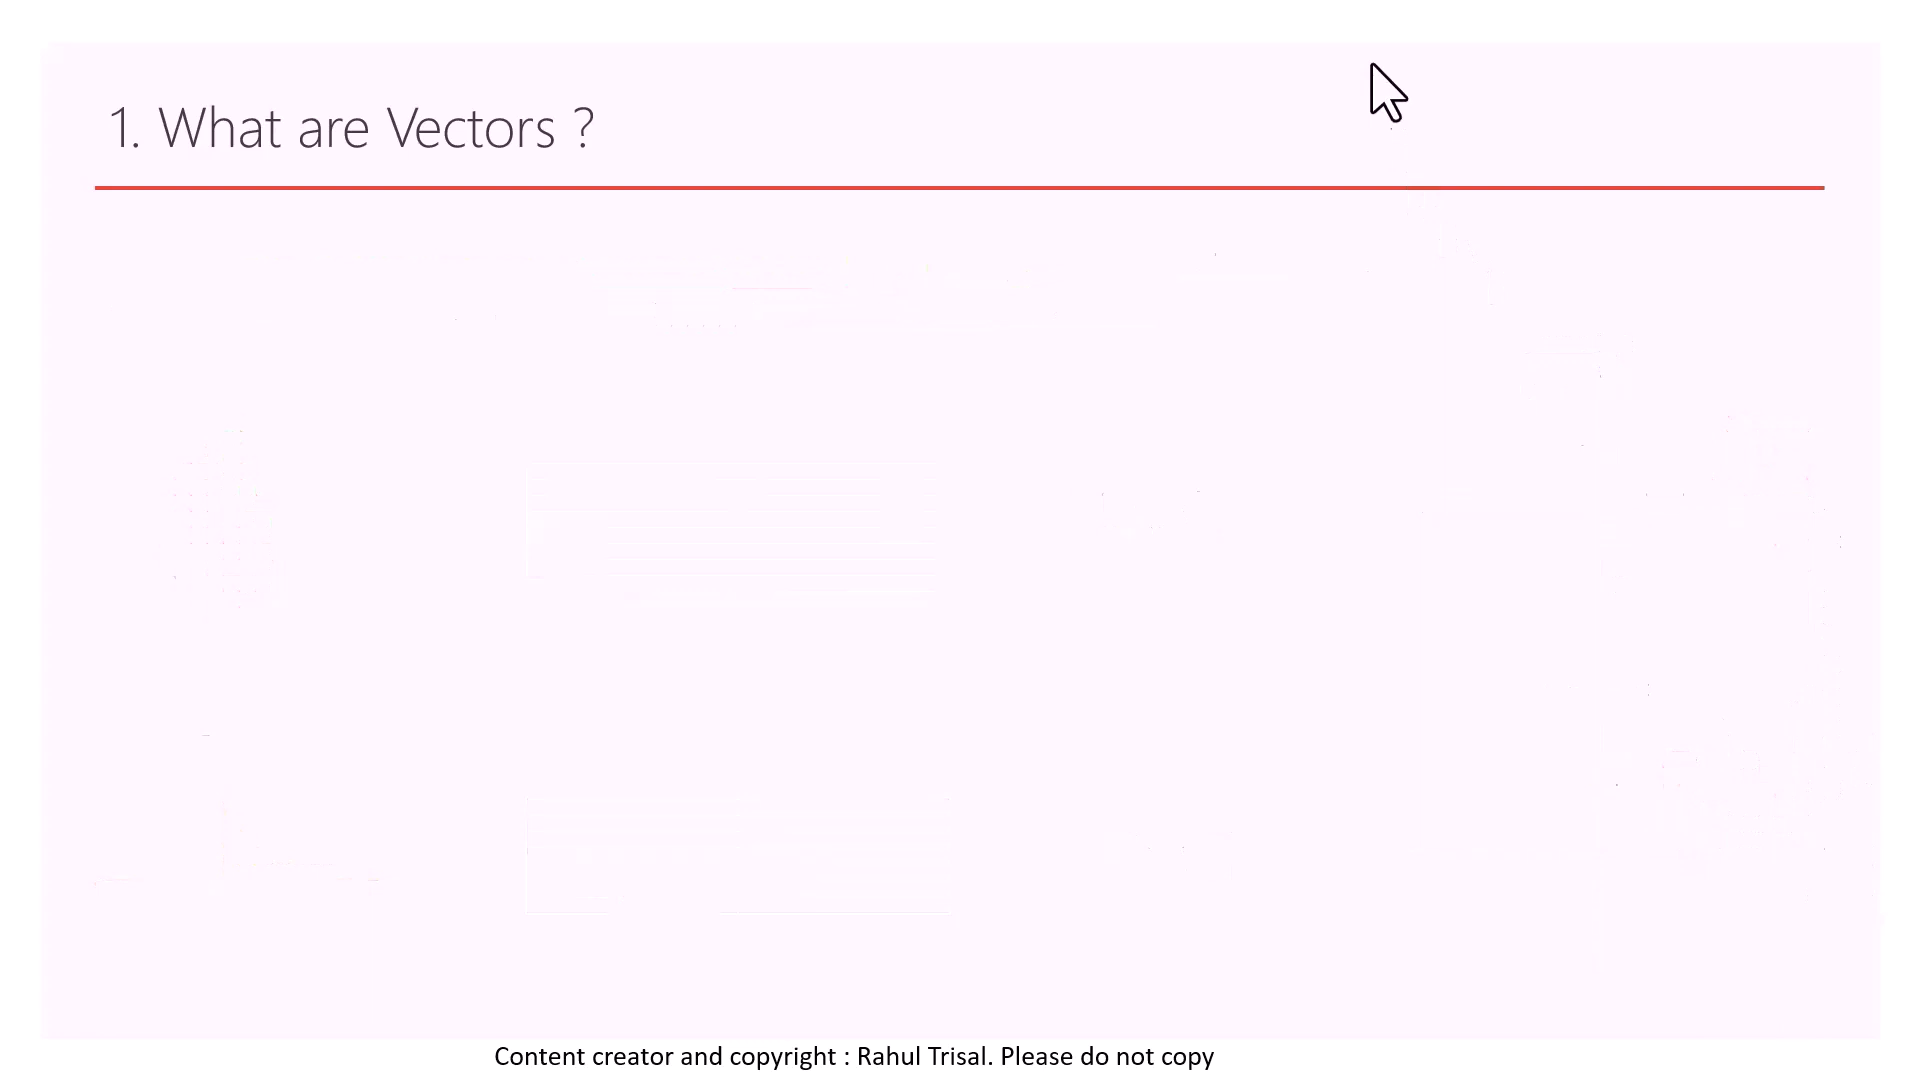 1. What are Vectors ?
Content creator and copyright : Rahul Trisal. Please do not copy